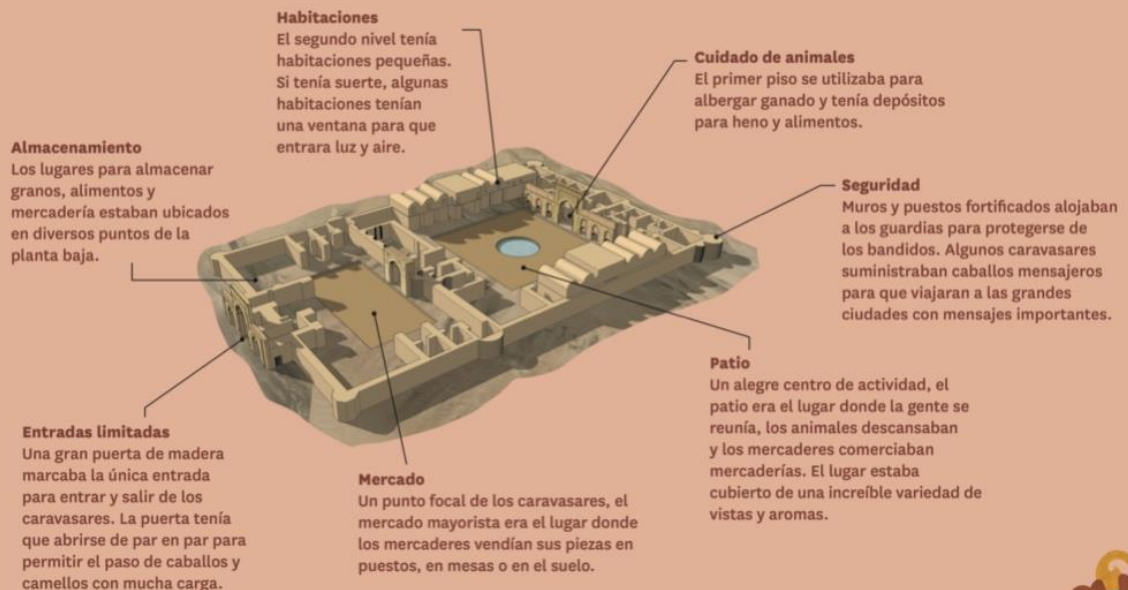 Habitaciones
El segundo nivel tenía
habitaciones pequeñas.
Si tenía suerte, algunas
habitaciones tenían
una ventana para que
entrara luz y aire.
Cuidado de animales
El primer piso se utilizaba para
albergar ganado y tenía depósitos
para heno y alimentos.
Almacenamiento
Los lugares para almacenar
granos, alimentos y
mercadería estaban ubicados
en diversos puntos de la
planta baja.
Seguridad
Muros y puestos fortificados alojaban
a los guardias para protegerse de
los bandidos. Algunos caravasares
suministraban caballos mensajeros
para que viajaran a las grandes
ciudades con mensajes importantes.
Patio
Un alegre centro de actividad, el
patio era el lugar donde la gente se
reunía, los animales descansaban
y los mercaderes comerciaban
mercaderías. El lugar estaba
cubierto de una increíble variedad de
vistas y aromas.
Entradas limitadas
Una gran puerta de madera
marcaba la única entrada
para entrar y salir de los
caravasares. La puerta tenía
que abrirse de par en par para
permitir el paso de caballos y
camellos con mucha carga.
Mercado
Un punto focal de los caravasares, el
mercado mayorista era el lugar donde
los mercaderes vendían sus piezas en
puestos, en mesas o en el suelo.